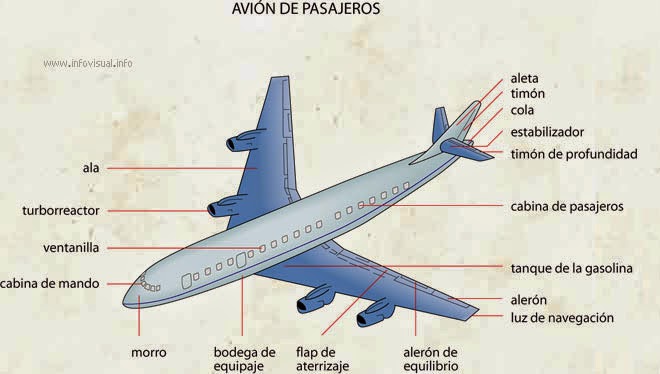 AVIÓN DE PASAJEROS
www.infovisual.info
aleta
timón
cola
estabilizador
timón de profundidad
ala
turborreactor
cabina de pasajeros
ventanilla
tanque de la gasolina
cabina de mando
alerón
luz de navegación
morro
bodega de
equipaje
flap de
aterrizaje
alerón de
equilibrio